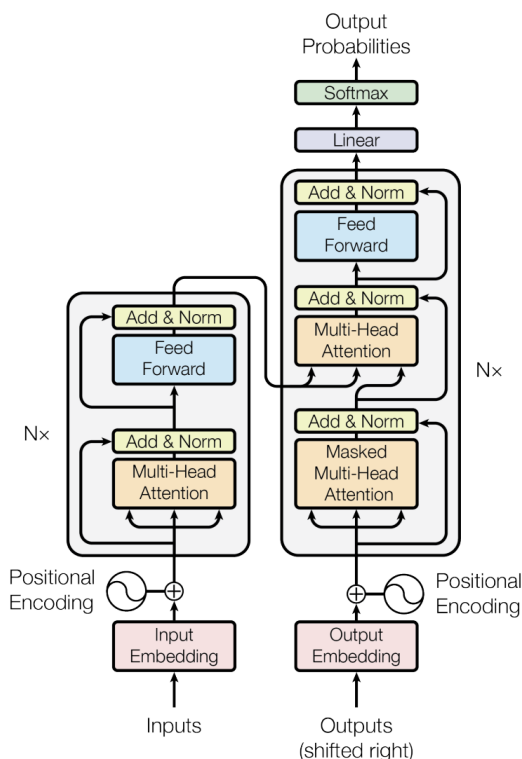 Output
Probabilities
Softmax
Linear
Add & Norm
Feed
Forward
Add & Norm
Multi-Head
Attention
Add & Norm
Masked
Multi-Head
Attention
N×
Positional
Encoding
Output
Embedding
Outputs
(shifted right)
Add & Norm
Feed
Forward
Add & Norm
Multi-Head
Attention
N×
Positional
Encoding
Input
Embedding
Inputs